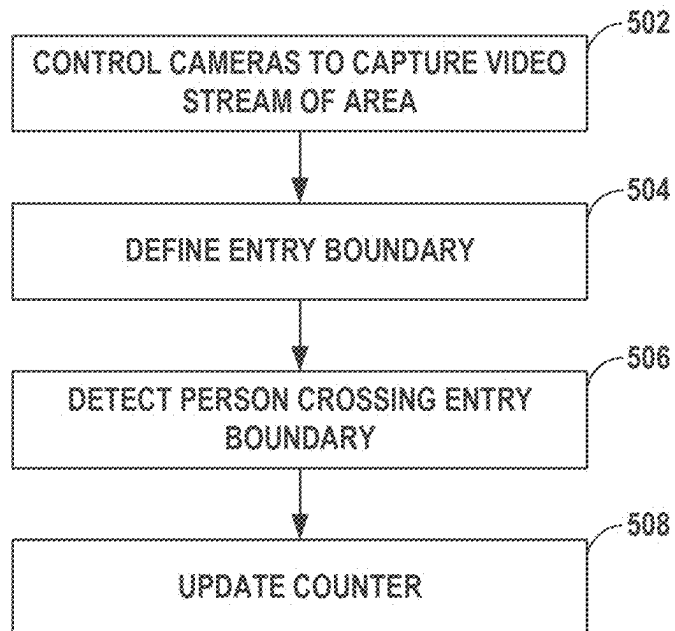 502
CONTROL CAMERAS TO CAPTURE VIDEO
STREAM OF AREA
504
DEFINE ENTRY BOUNDARY
506
DETECT PERSON CROSSING ENTRY
BOUNDARY
508
UPDATE COUNTER